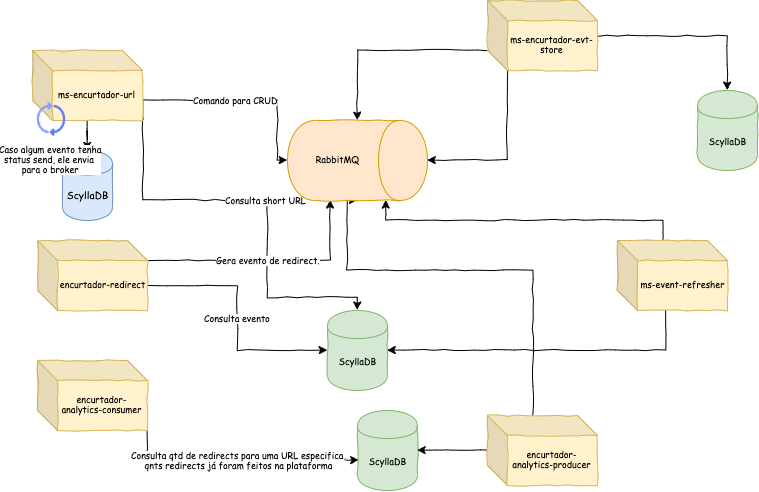 ms-encurtador-evt-
store
ms-encurtador-url
Comando para CRUD
ScyllaDB
Caso algum evento tenha
status send, ele envia
para o broker
RabbitMQ
ScyllaDB
Consulta short URL
Gera evento de redirect.
encurtador-redirect
ms-event-refresher
Consulta evento
ScyllaDB
encurtador-
analytics-consumer
Consulta qtd de redirects para uma URL especifica,
qnts redirects já foram feitos na plataforma
ScyllaDB
encurtador-
analytics-producer